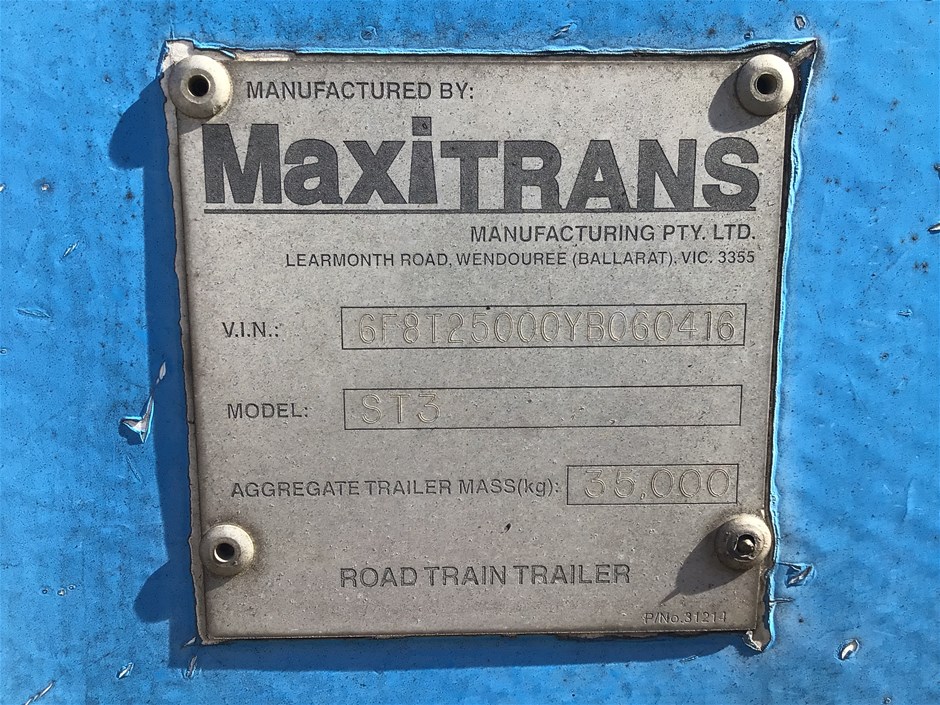 MANUFACTURED BY:
MaxiTRANS
MANUFACTURING PTY. LTD.
LEARMONTH ROAD, WENDOUREE (BALLARAT), VIC. 3355
V.I.N.: 6F8T25000YB060416
MODEL: ST3
AGGREGATE TRAILER MASS(kg): 35,000
ROAD TRAIN TRAILER
P/No.31214